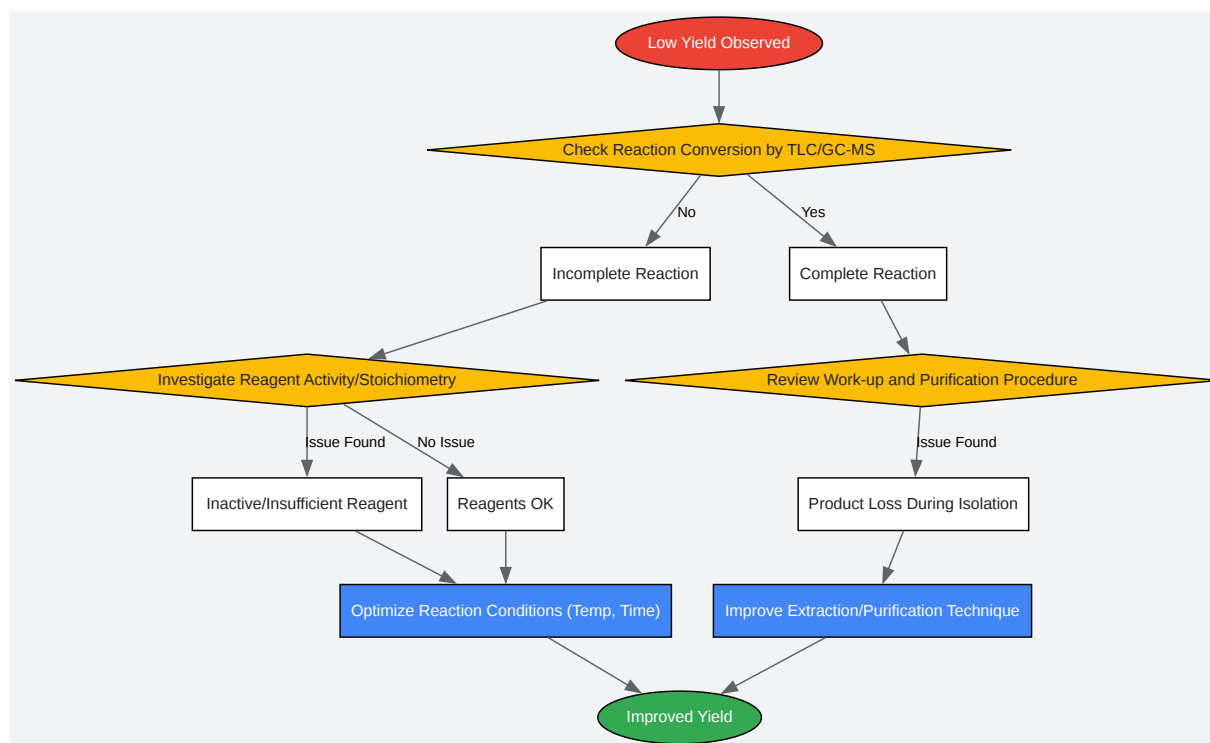 Low Yield Observed
Check Reaction Conversion by TLC/GC-MS
No
Yes
Incomplete Reaction
Complete Reaction
Investigate Reagent Activity/Stoichiometry
Review Work-up and Purification Procedure
Issue Found
No Issue
Issue Found
Inactive/Insufficient Reagent
Reagents OK
Product Loss During Isolation
Optimize Reaction Conditions (Temp, Time)
Improve Extraction/Purification Technique
Improved Yield